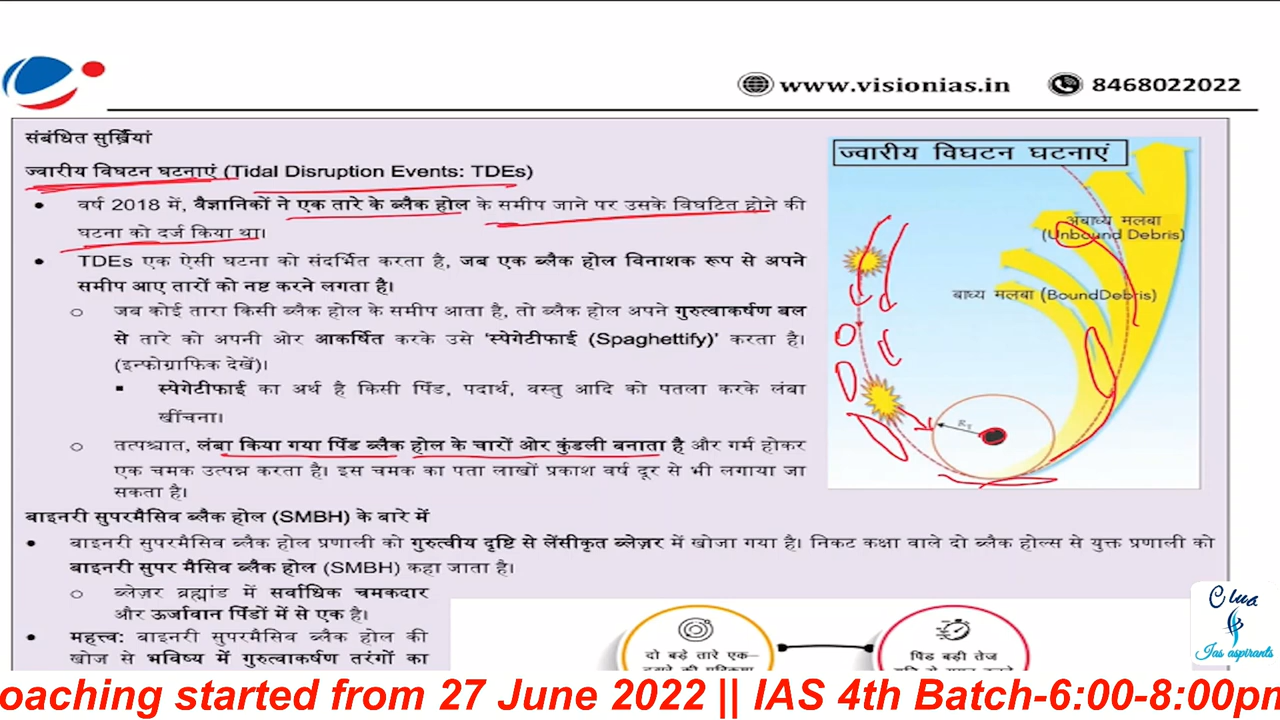 www.visionias.in 8468022022
संबंधित सुर्ख़ियां
ज्वारीय विघटन घटनाएं (Tidal Disruption Events: TDEs)
• वर्ष 2018 में, वैज्ञानिकों ने एक तारे के ब्लैक होल के समीप जाने पर उसके विघटित होने की
घटना को दर्ज किया था।
• TDEs एक ऐसी घटना को संदर्भित करता है, जब एक ब्लैक होल विनाशक रूप से अपने
समीप आए तारों को नष्ट करने लगता है।
○ जब कोई तारा किसी ब्लैक होल के समीप आता है, तो ब्लैक होल अपने गुरुत्वाकर्षण बल
से तारे को अपनी ओर आकर्षित करके उसे 'स्पेगेटीफाई (Spaghettify)' करता है।
(इन्फोग्राफिक देखें)।
▪ स्पेगेटीफाई का अर्थ है किसी पिंड, पदार्थ, वस्तु आदि को पतला करके लंबा
खींचना।
○ तत्पश्चात, लंबा किया गया पिंड ब्लैक होल के चारों ओर कुंडली बनाता है और गर्म होकर
एक चमक उत्पन्न करता है। इस चमक का पता लाखों प्रकाश वर्ष दूर से भी लगाया जा
सकता है।
ज्वारीय विघटन घटनाएं
अंबाध्य मलबा
(Unbound Debris)
बाध्य मलबा (BoundDebris)
R_T
बाइनरी सुपरमैसिव ब्लैक होल (SMBH) के बारे में
• बाइनरी सुपरमैसिव ब्लैक होल प्रणाली को गुरुत्वीय दृष्टि से लेंसीकृत ब्लेज़र में खोजा गया है। निकट कक्षा वाले दो ब्लैक होल्स से युक्त प्रणाली को
बाइनरी सुपर मैसिव ब्लैक होल (SMBH) कहा जाता है।
○ ब्लेज़र ब्रह्मांड में सर्वाधिक चमकदार
और ऊर्जावान पिंडों में से एक है।
• महत्त्व: बाइनरी सुपरमैसिव ब्लैक होल की
खोज से भविष्य में गुरुत्वाकर्षण तरंगों का
दो बड़े तारे एक–
पिंड बड़ी तेज
Clue
Ias aspirants
oaching started from 27 June 2022 || IAS 4th Batch-6:00-8:00pm